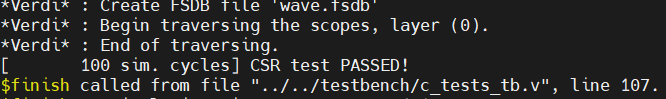 *Verdi* : Create FSDB file 'wave.fsdb'
*Verdi* : Begin traversing the scopes, layer (0).
*Verdi* : End of traversing.
[      100 sim. cycles] CSR test PASSED!
$finish called from file "../../testbench/c_tests_tb.v", line 107.